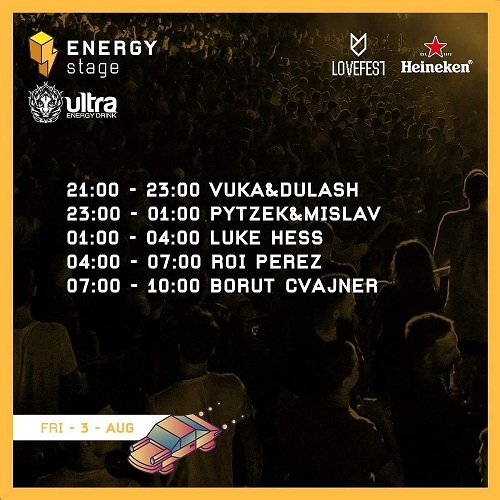 ENERGY
stage
LOVEFEST
Heineken®
ultra
ENERGY DRINK
21:00 - 23:00 VUKA&DULASH
23:00 - 01:00 PYTZEK&MISLAV
01:00 - 04:00 LUKE HESS
04:00 - 07:00 ROI PEREZ
07:00 - 10:00 BORUT CVAJNER
FRI - 3 - AUG